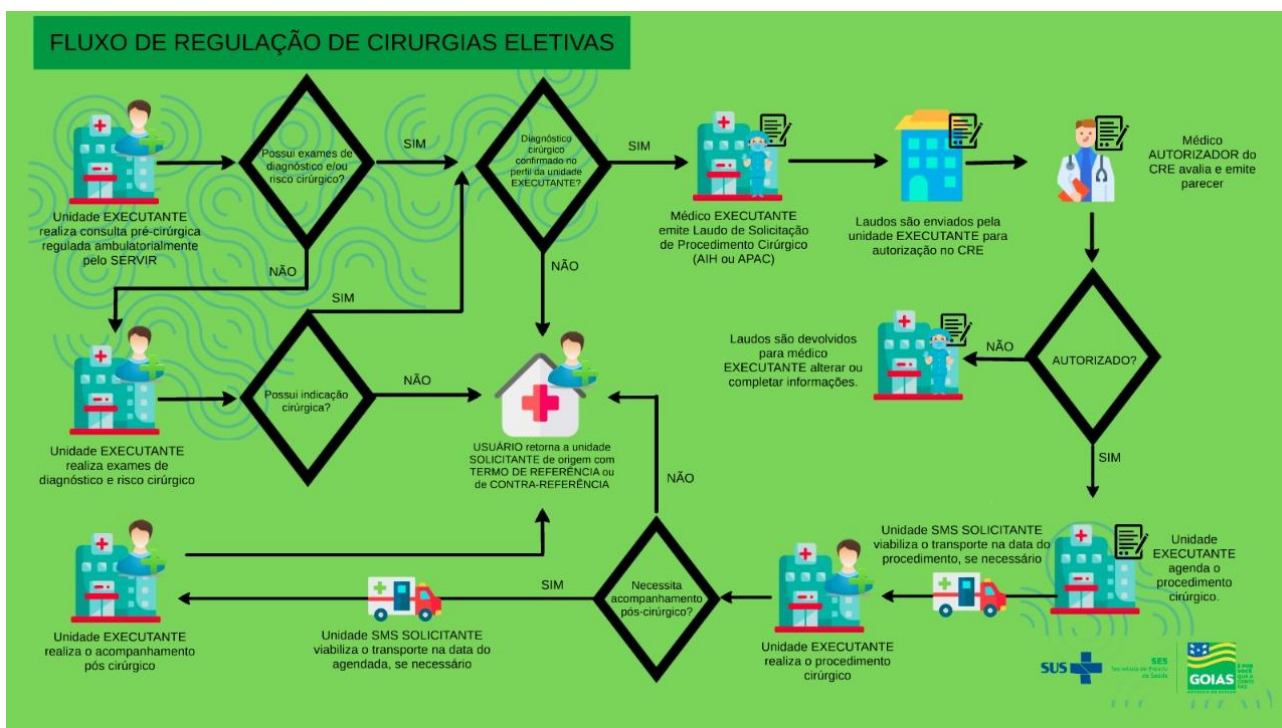 FLUXO DE REGULAÇÃO DE CIRURGIAS ELETIVAS
Unidade EXECUTANTE
realiza consulta pré-cirúrgica
regulada ambulatorialmente
pelo SERVIR
Possui exames de
diagnóstico e/ou
risco cirúrgico?
SIM
NÃO
Diagnóstico
cirúrgico
confirmado no
perfil da unidade
EXECUTANTE?
SIM
NÃO
Médico EXECUTANTE
emite Laudo de Solicitação
de Procedimento Cirúrgico
(AIH ou APAC)
Laudos são enviados pela
unidade EXECUTANTE para
autorização no CRE
Médico
AUTORIZADOR do
CRE avalia e emite
parecer
Unidade EXECUTANTE
realiza exames de
diagnóstico e risco cirúrgico
Possui indicação
cirúrgica?
SIM
NÃO
USUÁRIO retorna a unidade
SOLICITANTE de origem com
TERMO DE REFERÊNCIA ou
de CONTRA-REFERÊNCIA
Laudos são devolvidos
para médico
EXECUTANTE alterar ou
completar informações.
NÃO
AUTORIZADO?
SIM
Unidade EXECUTANTE
realiza o acompanhamento
pós cirúrgico
Unidade SMS SOLICITANTE
viabiliza o transporte na data do
agendada, se necessário
SIM
Necessita
acompanhamento
pós-cirúrgico?
NÃO
Unidade EXECUTANTE
realiza o procedimento
cirúrgico
Unidade SMS SOLICITANTE
viabiliza o transporte na data do
procedimento, se necessário
Unidade
EXECUTANTE
agenda o
procedimento
cirúrgico.
SUS
SES
Secretaria de Estado
da Saúde
GOIÁS